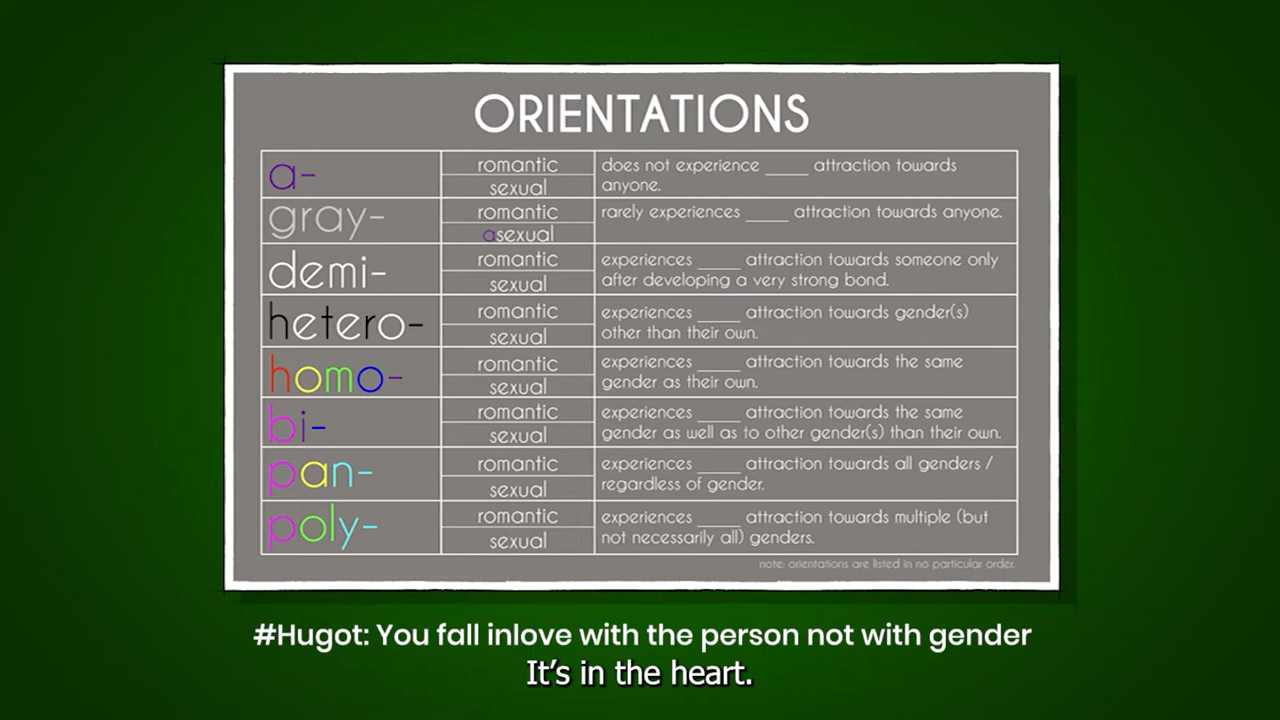 ORIENTATIONS
a-
romantic
sexual
does not experience _____ attraction towards
anyone.
gray-
romantic
asexual
rarely experiences _____ attraction towards anyone.
demi-
romantic
sexual
experiences _____ attraction towards someone only
after developing a very strong bond.
hetero-
romantic
sexual
experiences _____ attraction towards gender(s)
other than their own.
homo-
romantic
sexual
experiences _____ attraction towards the same
gender as their own.
bi-
romantic
sexual
experiences _____ attraction towards the same
gender as well as to other gender(s) than their own.
pan-
romantic
sexual
experiences _____ attraction towards all genders /
regardless of gender.
poly-
romantic
sexual
experiences _____ attraction towards multiple (but
not necessarily all) genders.
note: orientations are listed in no particular order.
#Hugot: You fall inlove with the person not with gender
It's in the heart.